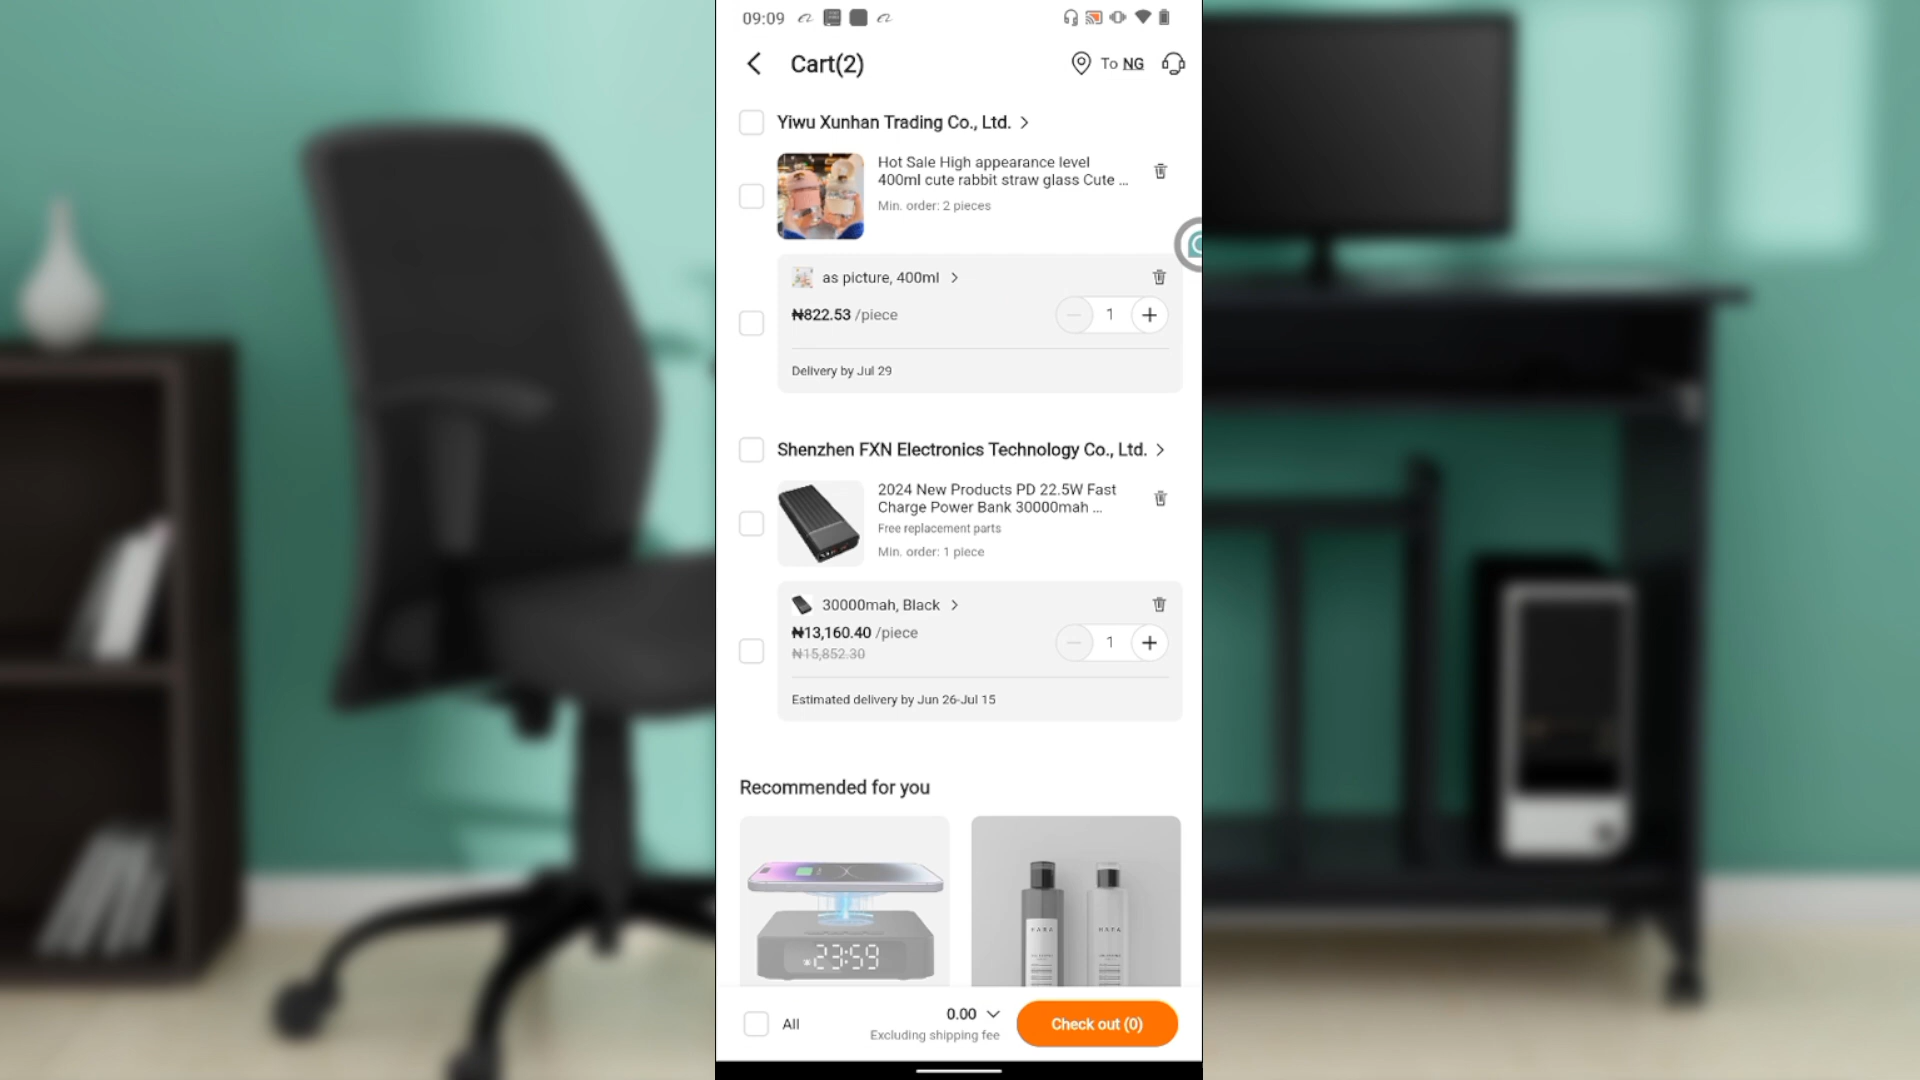 09:09
Cart(2)
To NG
Yiwu Xunhan Trading Co., Ltd.
Hot Sale High appearance level
400ml cute rabbit straw glass Cute ...
Min. order: 2 pieces
as picture, 400ml
₦822.53 /piece
1
Delivery by Jul 29
Shenzhen FXN Electronics Technology Co., Ltd.
2024 New Products PD 22.5W Fast
Charge Power Bank 30000mah ...
Free replacement parts
Min. order: 1 piece
30000mah, Black
₦13,160.40 /piece
1
₦15,852.30
Estimated delivery by Jun 26-Jul 15
Recommended for you
23:59
HARA
HARA
All
0.00
Excluding shipping fee
Check out (0)